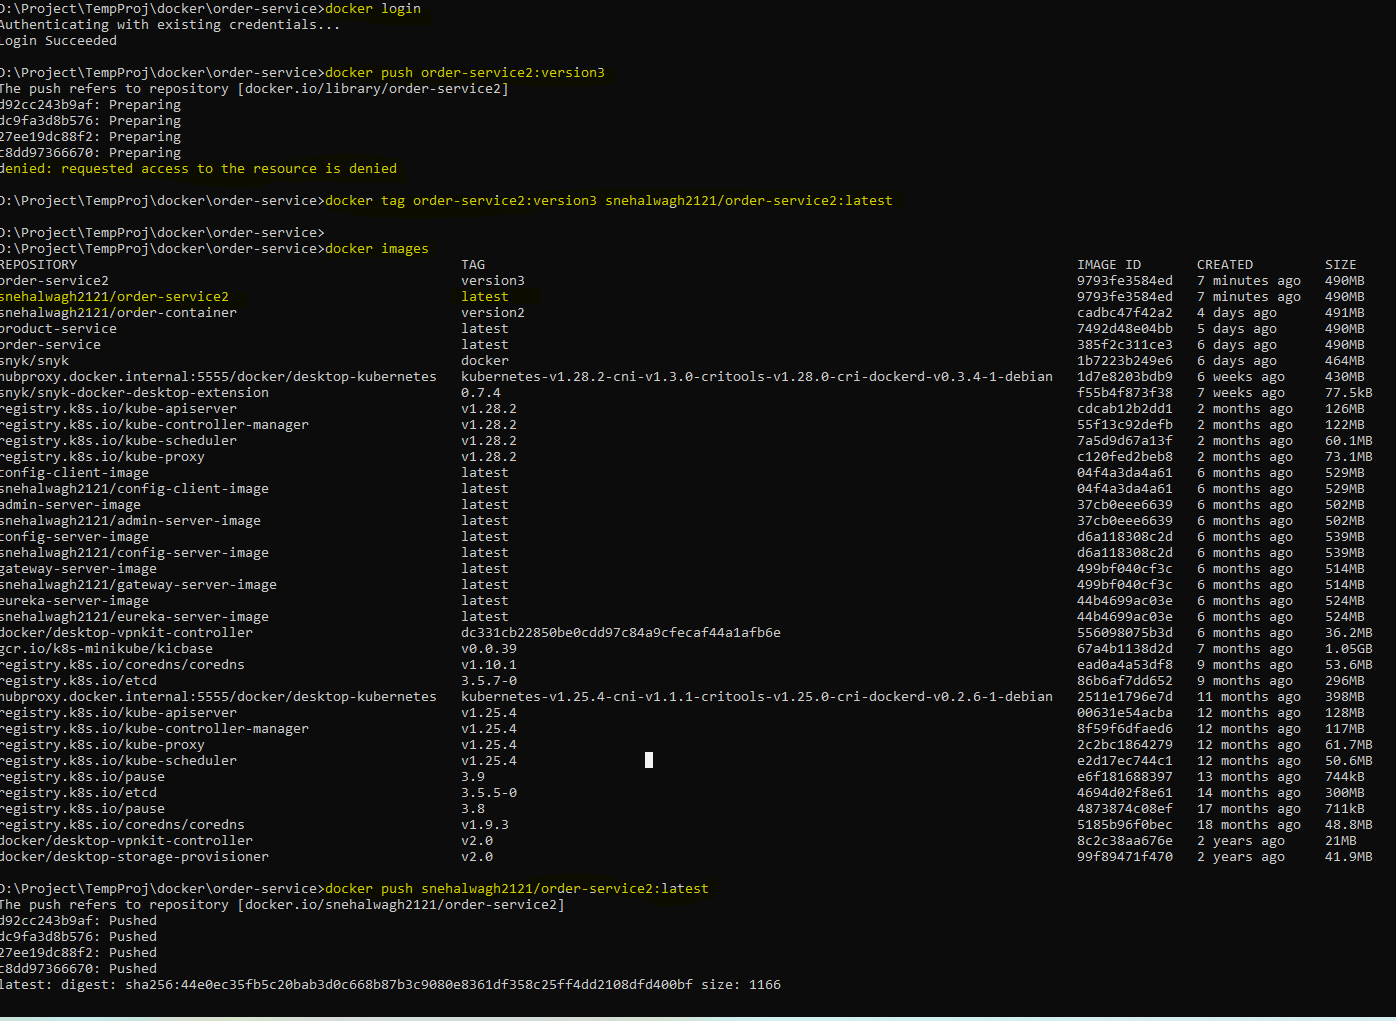 D:\Project\TempProj\docker\order-service>docker login
Authenticating with existing credentials...
Login Succeeded
D:\Project\TempProj\docker\order-service>docker push order-service2:version3
The push refers to repository [docker.io/library/order-service2]
d92cc243b9af: Preparing
dc9fa3d8b576: Preparing
27ee19dc88f2: Preparing
c8dd97366670: Preparing
denied: requested access to the resource is denied
D:\Project\TempProj\docker\order-service>docker tag order-service2:version3 snehalwagh2121/order-service2:latest
D:\Project\TempProj\docker\order-service>
D:\Project\TempProj\docker\order-service>docker images
REPOSITORY TAG IMAGE ID CREATED SIZE
order-service2 version3 9793fe3584ed 7 minutes ago 490MB
snehalwagh2121/order-service2 latest 9793fe3584ed 7 minutes ago 490MB
snehalwagh2121/order-container version2 cadbc47f42a2 4 days ago 491MB
product-service latest 7492d48e04bb 5 days ago 490MB
order-service latest 385f2c311ce3 6 days ago 490MB
snyk/snyk docker 1b7223b249e6 6 days ago 464MB
hubproxy.docker.internal:5555/docker/desktop-kubernetes kubernetes-v1.28.2-cni-v1.3.0-critools-v1.28.0-cri-dockerd-v0.3.4-1-debian 1d7e8203bdb9 6 weeks ago 430MB
snyk/snyk-docker-desktop-extension 0.7.4 f55b4f873f38 7 weeks ago 77.5kB
registry.k8s.io/kube-apiserver v1.28.2 cdcab12b2dd1 2 months ago 126MB
registry.k8s.io/kube-controller-manager v1.28.2 55f13c92defb 2 months ago 122MB
registry.k8s.io/kube-scheduler v1.28.2 7a5d9d67a13f 2 months ago 60.1MB
registry.k8s.io/kube-proxy v1.28.2 c120fed2beb8 2 months ago 73.1MB
config-client-image latest 04f4a3da4a61 6 months ago 529MB
snehalwagh2121/config-client-image latest 04f4a3da4a61 6 months ago 529MB
admin-server-image latest 37cb0eee6639 6 months ago 502MB
snehalwagh2121/admin-server-image latest 37cb0eee6639 6 months ago 502MB
config-server-image latest d6a118308c2d 6 months ago 539MB
snehalwagh2121/config-server-image latest d6a118308c2d 6 months ago 539MB
gateway-server-image latest 499bf040cf3c 6 months ago 514MB
snehalwagh2121/gateway-server-image latest 499bf040cf3c 6 months ago 514MB
eureka-server-image latest 44b4699ac03e 6 months ago 524MB
snehalwagh2121/eureka-server-image latest 44b4699ac03e 6 months ago 524MB
docker/desktop-vpnkit-controller dc331cb22850be0cdd97c84a9cfecaf44a1afb6e 556098075b3d 6 months ago 36.2MB
gcr.io/k8s-minikube/kicbase v0.0.39 67a4b1138d2d 7 months ago 1.05GB
registry.k8s.io/coredns/coredns v1.10.1 ead0a4a53df8 9 months ago 53.6MB
registry.k8s.io/etcd 3.5.7-0 86b6af7dd652 9 months ago 296MB
hubproxy.docker.internal:5555/docker/desktop-kubernetes kubernetes-v1.25.4-cni-v1.1.1-critools-v1.25.0-cri-dockerd-v0.2.6-1-debian 2511e1796e7d 11 months ago 398MB
registry.k8s.io/kube-apiserver v1.25.4 00631e54acba 12 months ago 128MB
registry.k8s.io/kube-controller-manager v1.25.4 8f59f6dfaed6 12 months ago 117MB
registry.k8s.io/kube-proxy v1.25.4 2c2bc1864279 12 months ago 61.7MB
registry.k8s.io/kube-scheduler v1.25.4 e2d17ec744c1 12 months ago 50.6MB
registry.k8s.io/pause 3.9 e6f181688397 13 months ago 744kB
registry.k8s.io/etcd 3.5.5-0 4694d02f8e61 14 months ago 300MB
registry.k8s.io/pause 3.8 4873874c08ef 17 months ago 711kB
registry.k8s.io/coredns/coredns v1.9.3 5185b96f0bec 18 months ago 48.8MB
docker/desktop-vpnkit-controller v2.0 8c2c38aa676e 2 years ago 21MB
docker/desktop-storage-provisioner v2.0 99f89471f470 2 years ago 41.9MB
D:\Project\TempProj\docker\order-service>docker push snehalwagh2121/order-service2:latest
The push refers to repository [docker.io/snehalwagh2121/order-service2]
d92cc243b9af: Pushed
dc9fa3d8b576: Pushed
27ee19dc88f2: Pushed
c8dd97366670: Pushed
latest: digest: sha256:44e0ec35fb5c20bab3d0c668b87b3c9080e8361df358c25ff4dd2108dfd400bf size: 1166